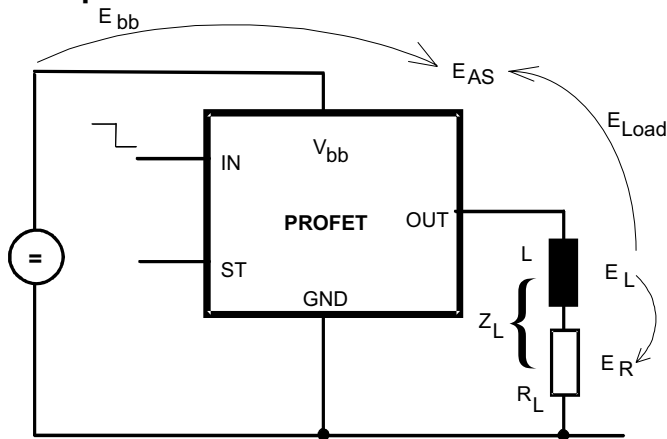 E bb
E AS
E Load
V bb
IN
PROFET
OUT
ST
GND
=
L
E L
Z L
{
R L
E R